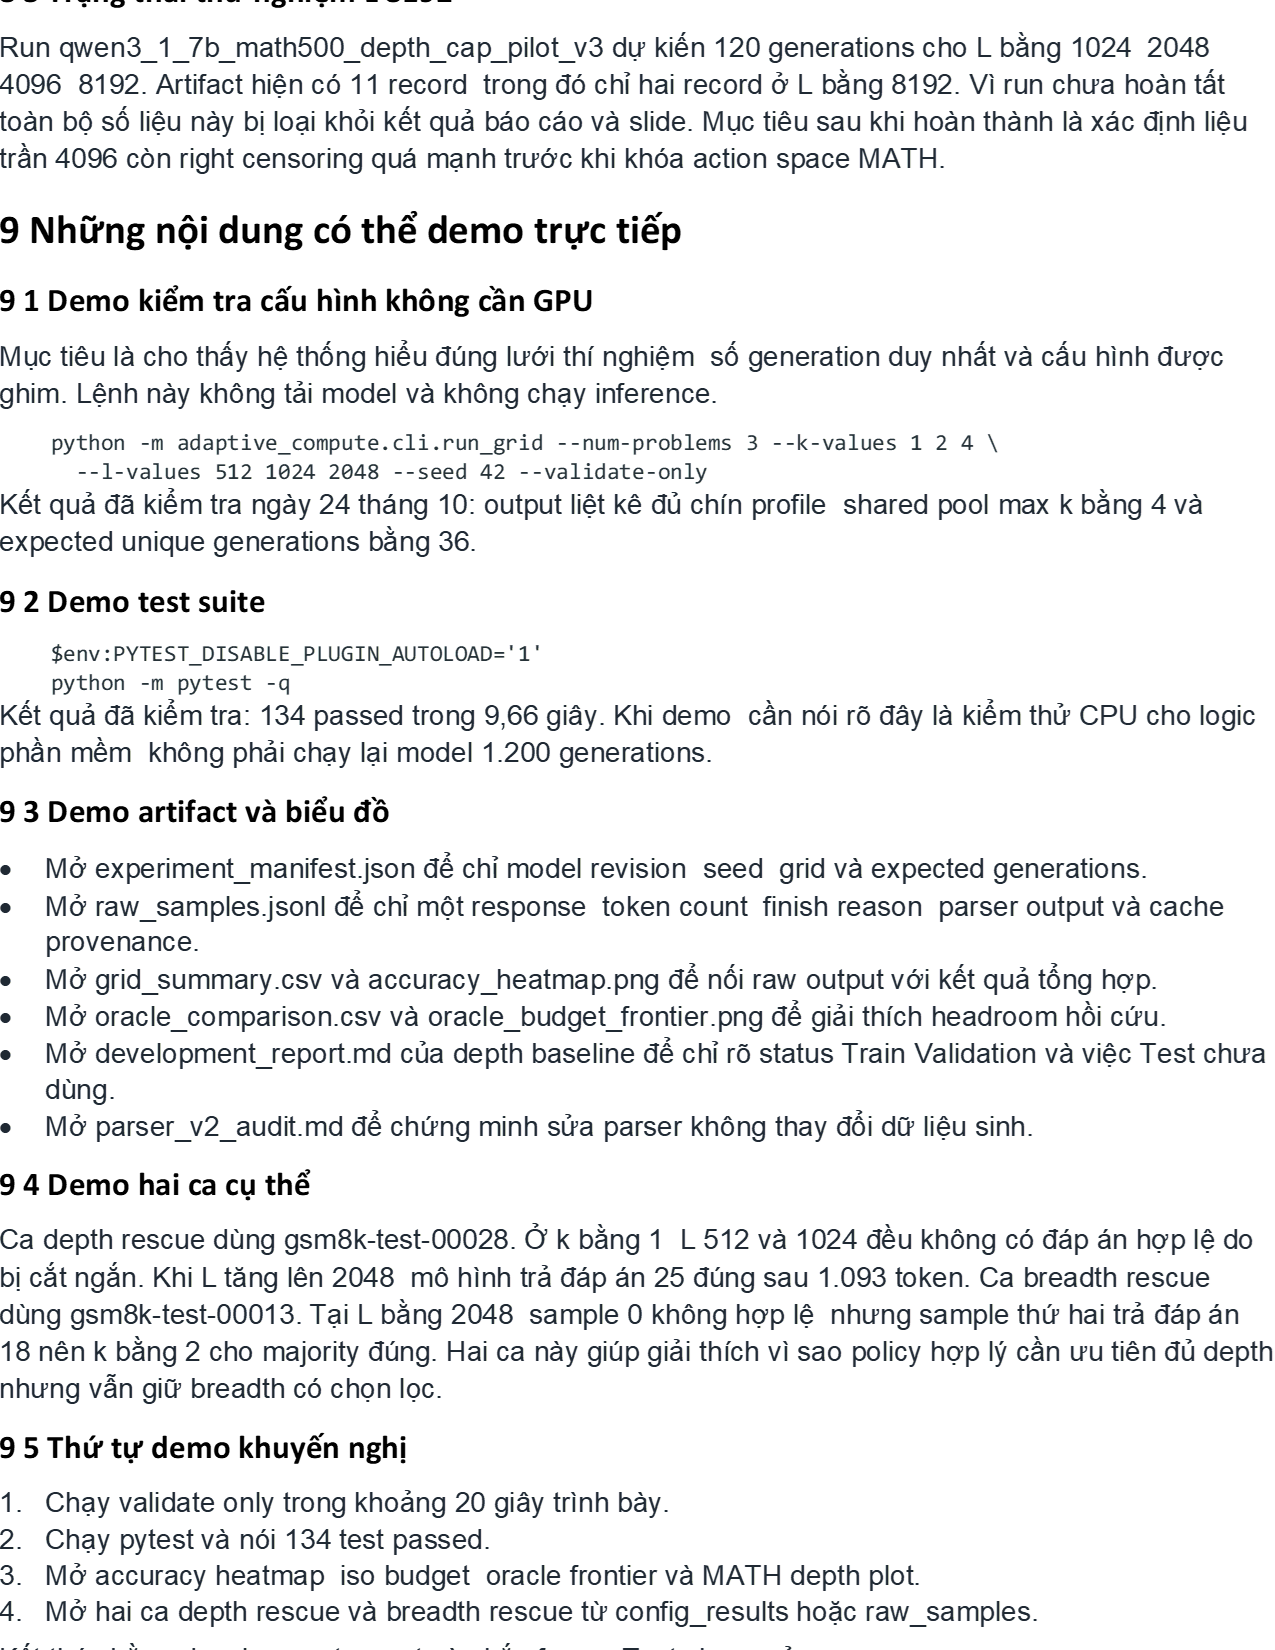 Run qwen3_1_7b_math500_depth_cap_pilot_v3 dự kiến 120 generations cho L bằng 1024  2048
4096  8192. Artifact hiện có 11 record  trong đó chỉ hai record ở L bằng 8192. Vì run chưa hoàn tất
toàn bộ số liệu này bị loại khỏi kết quả báo cáo và slide. Mục tiêu sau khi hoàn thành là xác định liệu
trần 4096 còn right censoring quá mạnh trước khi khóa action space MATH.
9 Những nội dung có thể demo trực tiếp
9 1 Demo kiểm tra cấu hình không cần GPU
Mục tiêu là cho thấy hệ thống hiểu đúng lưới thí nghiệm  số generation duy nhất và cấu hình được
ghim. Lệnh này không tải model và không chạy inference.
python -m adaptive_compute.cli.run_grid --num-problems 3 --k-values 1 2 4 \
--l-values 512 1024 2048 --seed 42 --validate-only
Kết quả đã kiểm tra ngày 24 tháng 10: output liệt kê đủ chín profile  shared pool max k bằng 4 và
expected unique generations bằng 36.
9 2 Demo test suite
$env:PYTEST_DISABLE_PLUGIN_AUTOLOAD='1'
python -m pytest -q
Kết quả đã kiểm tra: 134 passed trong 9,66 giây. Khi demo  cần nói rõ đây là kiểm thử CPU cho logic
phần mềm  không phải chạy lại model 1.200 generations.
9 3 Demo artifact và biểu đồ
• Mở experiment_manifest.json để chỉ model revision  seed  grid và expected generations.
• Mở raw_samples.jsonl để chỉ một response  token count  finish reason  parser output và cache
provenance.
• Mở grid_summary.csv và accuracy_heatmap.png để nối raw output với kết quả tổng hợp.
• Mở oracle_comparison.csv và oracle_budget_frontier.png để giải thích headroom hồi cứu.
• Mở development_report.md của depth baseline để chỉ rõ status Train Validation và việc Test chưa
dùng.
• Mở parser_v2_audit.md để chứng minh sửa parser không thay đổi dữ liệu sinh.
9 4 Demo hai ca cụ thể
Ca depth rescue dùng gsm8k-test-00028. Ở k bằng 1  L 512 và 1024 đều không có đáp án hợp lệ do
bị cắt ngắn. Khi L tăng lên 2048  mô hình trả đáp án 25 đúng sau 1.093 token. Ca breadth rescue
dùng gsm8k-test-00013. Tại L bằng 2048  sample 0 không hợp lệ  nhưng sample thứ hai trả đáp án
18 nên k bằng 2 cho majority đúng. Hai ca này giúp giải thích vì sao policy hợp lý cần ưu tiên đủ depth
nhưng vẫn giữ breadth có chọn lọc.
9 5 Thứ tự demo khuyến nghị
1. Chạy validate only trong khoảng 20 giây trình bày.
2. Chạy pytest và nói 134 test passed.
3. Mở accuracy heatmap  iso budget  oracle frontier và MATH depth plot.
4. Mở hai ca depth rescue và breadth rescue từ config_results hoặc raw_samples.